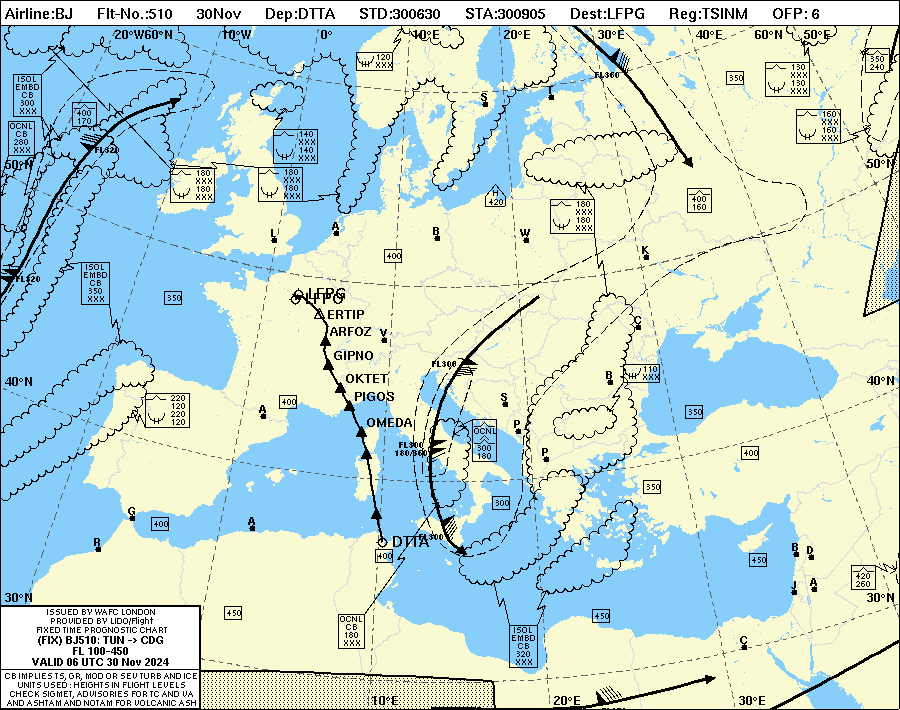 Airline:BJ Flt-No.:510 30Nov Dep:DTTA STD:300630 STA:300905 Dest:LFPG Reg:TSINM OFP: 6
20°W60°N 10°W 0° 10°E 20°E 30°E 40°E 60°N 50°E
120
XXX
350
240
130
XXX
130
XXX
350
FL360
ISOL
EMBD
CB
300
XXX
S
T
400
170
160
XXX
160
XXX
OCNL
CB
280
XXX
140
XXX
140
XXX
FL320
50°N
50°N
180
XXX
180
XXX
180
XXX
180
XXX
H
420
400
160
180
XXX
180
XXX
L
A
B
W
K
400
FL320
ISOL
EMBD
CB
350
XXX
350
LFPG
LFPO
ERTIP
ARFOZ
C
V
GIPNO
FL300
OKTET
B
110
XXX
40°N
40°N
PIGOS
S
220
120
220
120
400
A
350
OMEDA
OCNL
300
180
P
FL300
180/360
400
P
350
300
G
400
A
DTTA
FL300
R
400
450
B
D
420
260
J
A
30°N
30°N
450
450
OCNL
CB
180
XXX
ISOL
EMBD
CB
320
XXX
C
ISSUED BY WAFC LONDON
PROVIDED BY LIDO/Flight
FIXED TIME PROGNOSTIC CHART
(FIX) BJ510: TUN -> CDG
FL 100-450
VALID 06 UTC 30 Nov 2024
CB IMPLIES TS, GR, MOD OR SEV TURB AND ICE
UNITS USED : HEIGHTS IN FLIGHT LEVELS
CHECK SIGMET, ADVISORIES FOR TC AND VA
AND ASHTAM AND NOTAM FOR VOLCANIC ASH
10°E 20°E 30°E